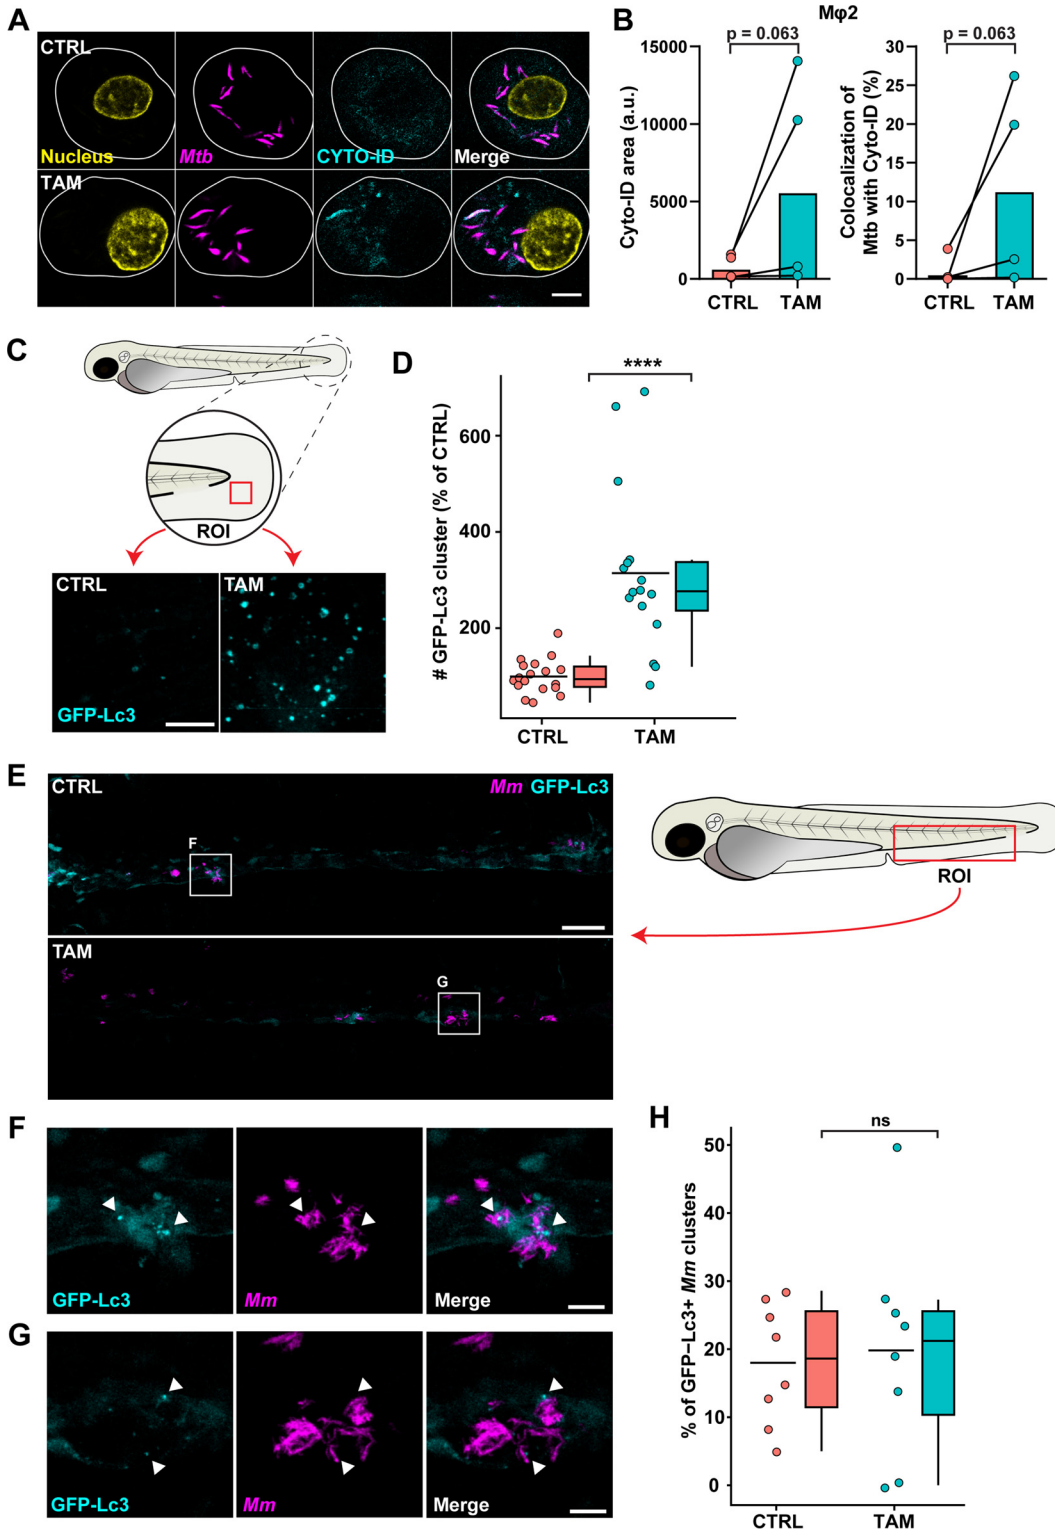 A
CTRL
Nucleus
Mtb
CYTO-ID
Merge
TAM
B
Mφ2
p = 0.063
15000
10000
5000
0
Cyto-ID area (a.u.)
CTRL
TAM
p = 0.063
30
25
20
15
10
5
0
Colocalization of
Mtb with Cyto-ID (%)
CTRL
TAM
C
ROI
CTRL
TAM
GFP-Lc3
D
****
600
400
200
# GFP-Lc3 cluster (% of CTRL)
CTRL
TAM
E
CTRL
Mm GFP-Lc3
F
TAM
G
ROI
F
GFP-Lc3
Mm
Merge
G
GFP-Lc3
Mm
Merge
H
ns
50
40
30
20
10
0
% of GFP–Lc3+ Mm clusters
CTRL
TAM